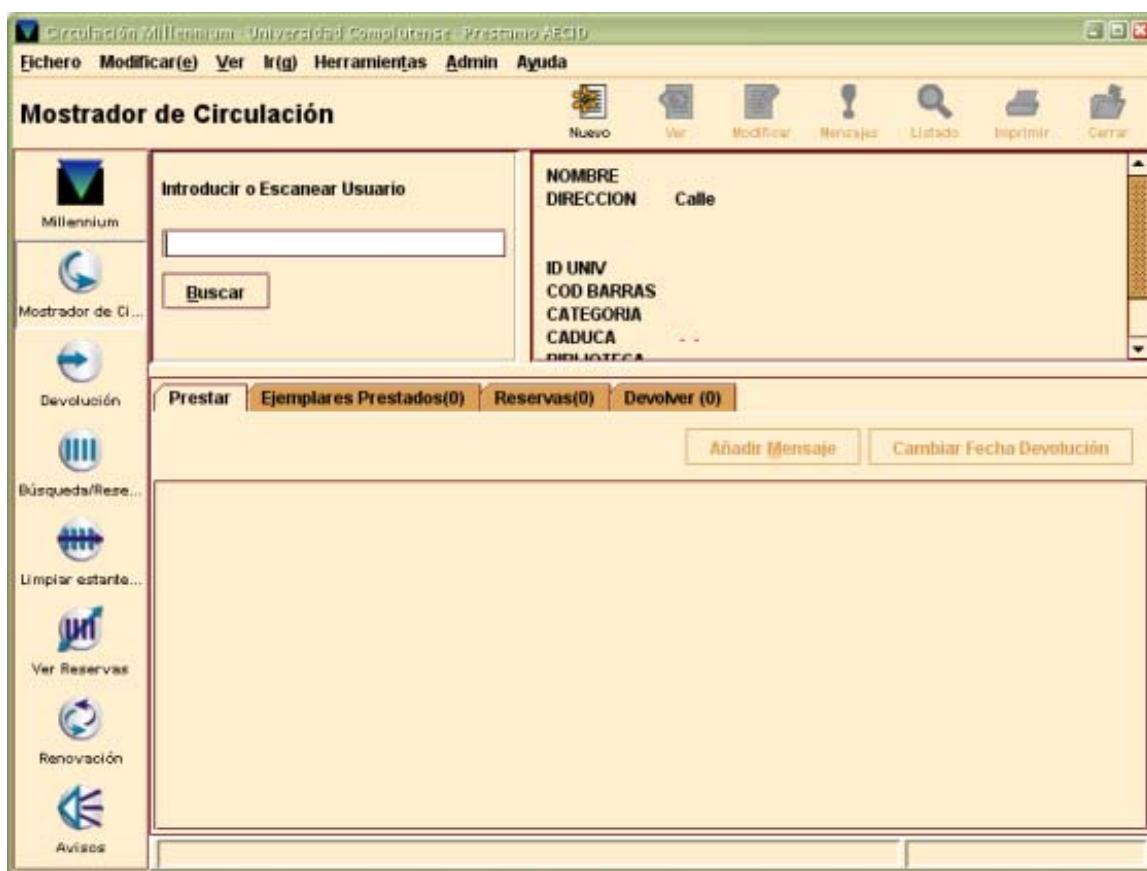 Circulación Millennium - Universidad Complutense - Prestamo AECID
Fichero Modificar(e) Ver Ir(g) Herramientas Admin Ayuda
Mostrador de Circulación
Nuevo Ver Modificar Mensajes Listado Imprimir Cerrar
Millennium
Mostrador de Ci...
Devolución
Búsqueda/Rese...
Limpiar estante...
Ver Reservas
Renovación
Avisos
Introducir o Escanear Usuario
Buscar
NOMBRE
DIRECCION Calle
ID UNIV
COD BARRAS
CATEGORIA
CADUCA - -
BIBLIOTECA
Prestar Ejemplares Prestados(0) Reservas(0) Devolver (0)
Añadir Mensaje Cambiar Fecha Devolución